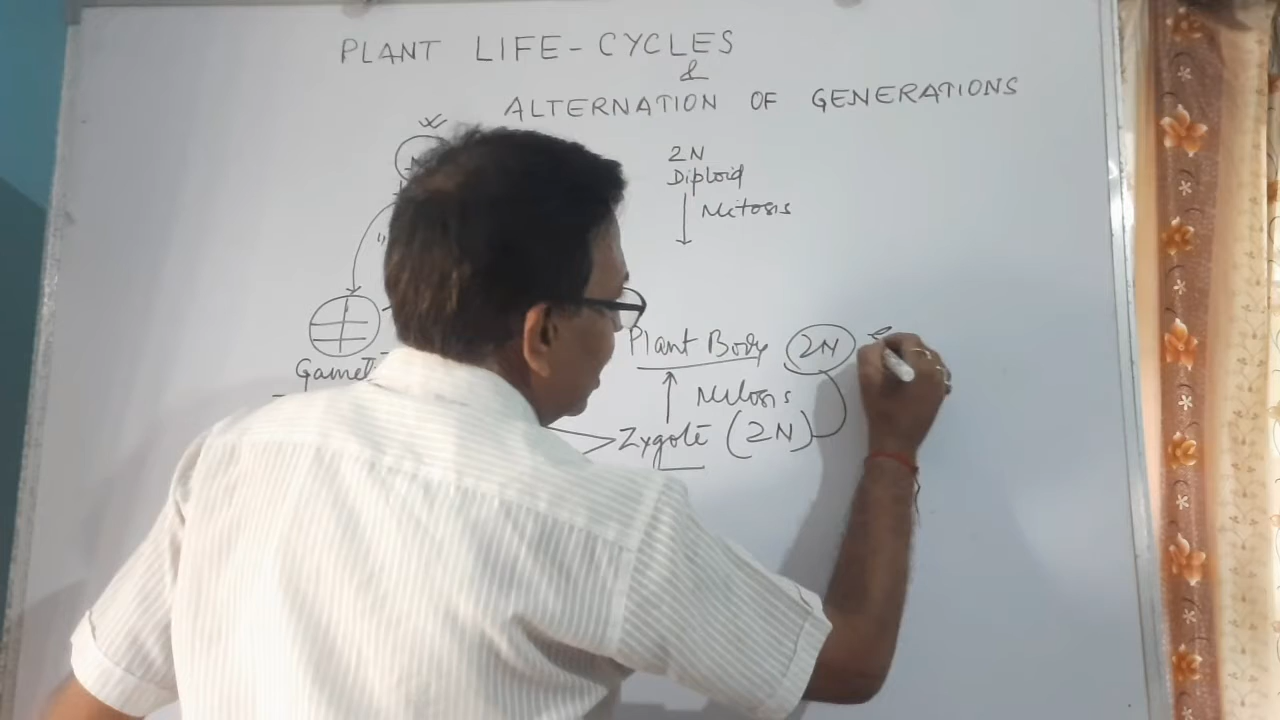 PLANT LIFE-CYCLES
&
ALTERNATION OF GENERATIONS
2N
Diploid
Mitosis
Plant Body 2N
Mitosis
Zygote (2N)